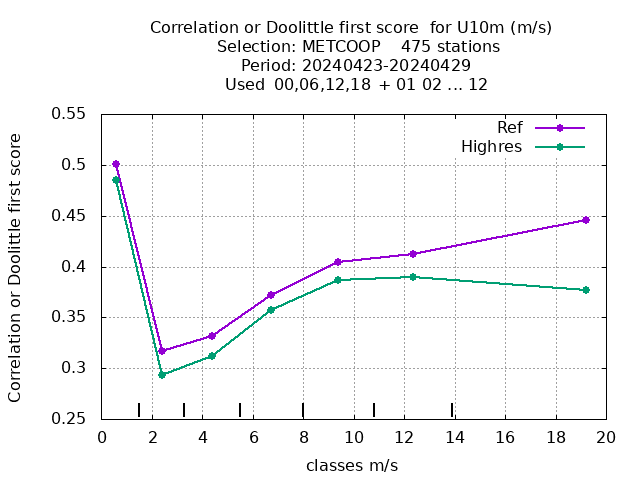 Correlation or Doolittle first score  for U10m (m/s)
Selection: METCOOP    475 stations
Period: 20240423-20240429
Used  00,06,12,18 + 01 02 ... 12
Correlation or Doolittle first score
0.55
0.5
0.45
0.4
0.35
0.3
0.25
Ref
Highres
0 2 4 6 8 10 12 14 16 18 20
classes m/s